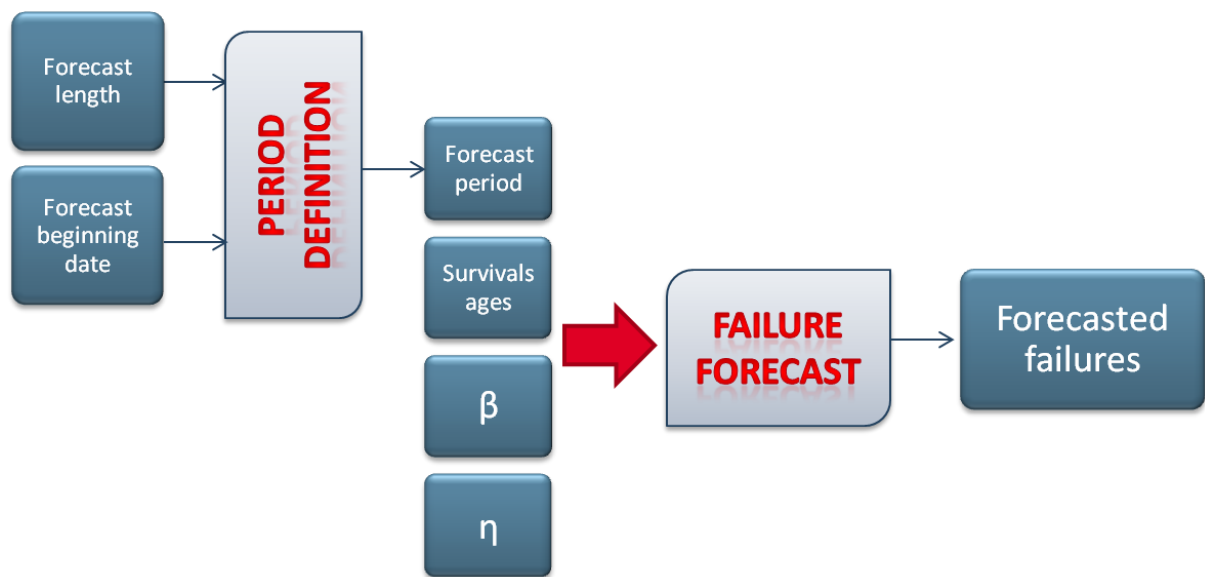 Forecast
length
Forecast
beginning
date
PERIOD
DEFINITION
Forecast
period
Survivals
ages
β
η
FAILURE
FORECAST
Forecasted
failures